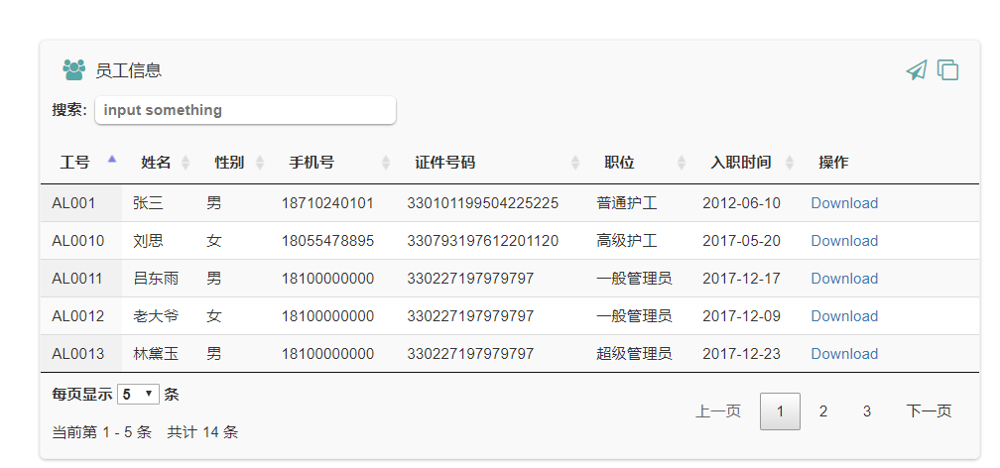 员工信息
搜索: input something
工号 姓名 性别 手机号 证件号码 职位 入职时间 操作
AL001 张三 男 18710240101 330101199504225225 普通护工 2012-06-10 Download
AL0010 刘思 女 18055478895 330793197612201120 高级护工 2017-05-20 Download
AL0011 吕东雨 男 18100000000 330227197979797 一般管理员 2017-12-17 Download
AL0012 老大爷 女 18100000000 330227197979797 一般管理员 2017-12-09 Download
AL0013 林黛玉 男 18100000000 330227197979797 超级管理员 2017-12-23 Download
每页显示 5 条
上一页 1 2 3 下一页
当前第 1 - 5 条 共计 14 条